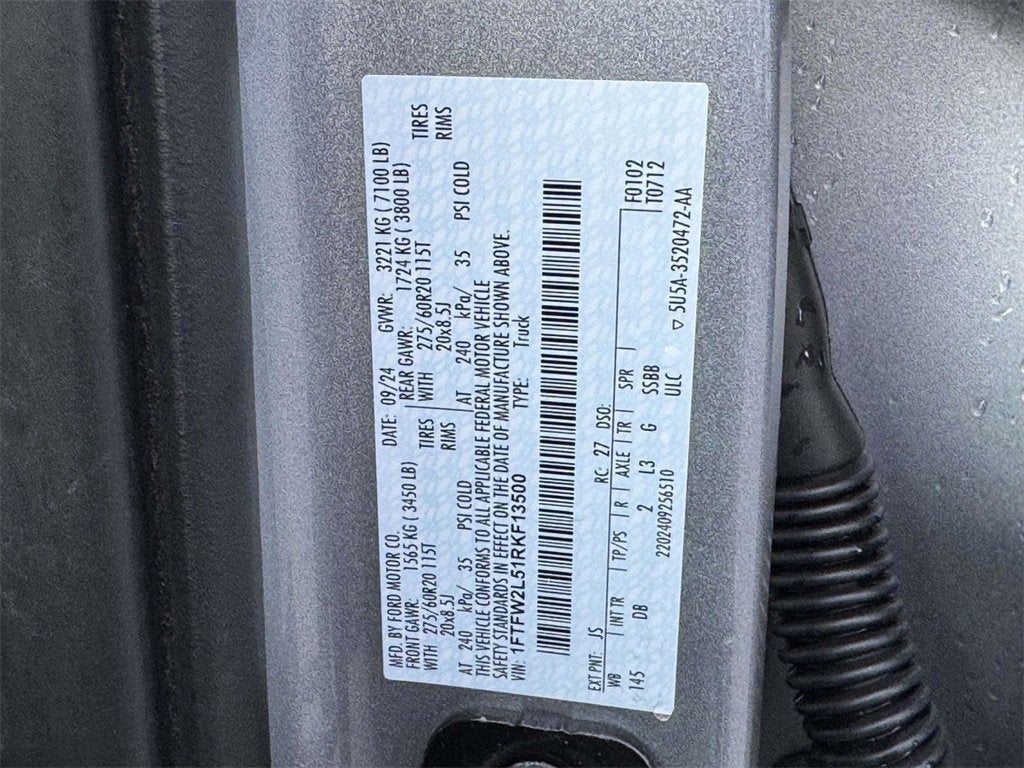 MFD. BY FORD MOTOR CO. DATE: 09/24 GVWR: 3221 KG ( 7100 LB)
FRONT GAWR: 1565 KG ( 3450 LB) REAR GAWR: 1724 KG ( 3800 LB)
WITH 275/60R20 115T TIRES WITH 275/60R20 115T TIRES
20x8.5J RIMS 20x8.5J RIMS
AT 240 kPa/ 35 PSI COLD AT 240 kPa/ 35 PSI COLD
THIS VEHICLE CONFORMS TO ALL APPLICABLE FEDERAL MOTOR VEHICLE
SAFETY STANDARDS IN EFFECT ON THE DATE OF MANUFACTURE SHOWN ABOVE.
VIN: 1FTFW2L51RKF13500 TYPE: Truck
EXT PNT: JS RC: 27 DSO: F0102
WB INT TR TP/PS R AXLE TR SPR T0712
145 DB 2 L3 G SSBB
2202409256510 ULC ▽ 5U5A-3520472-AA